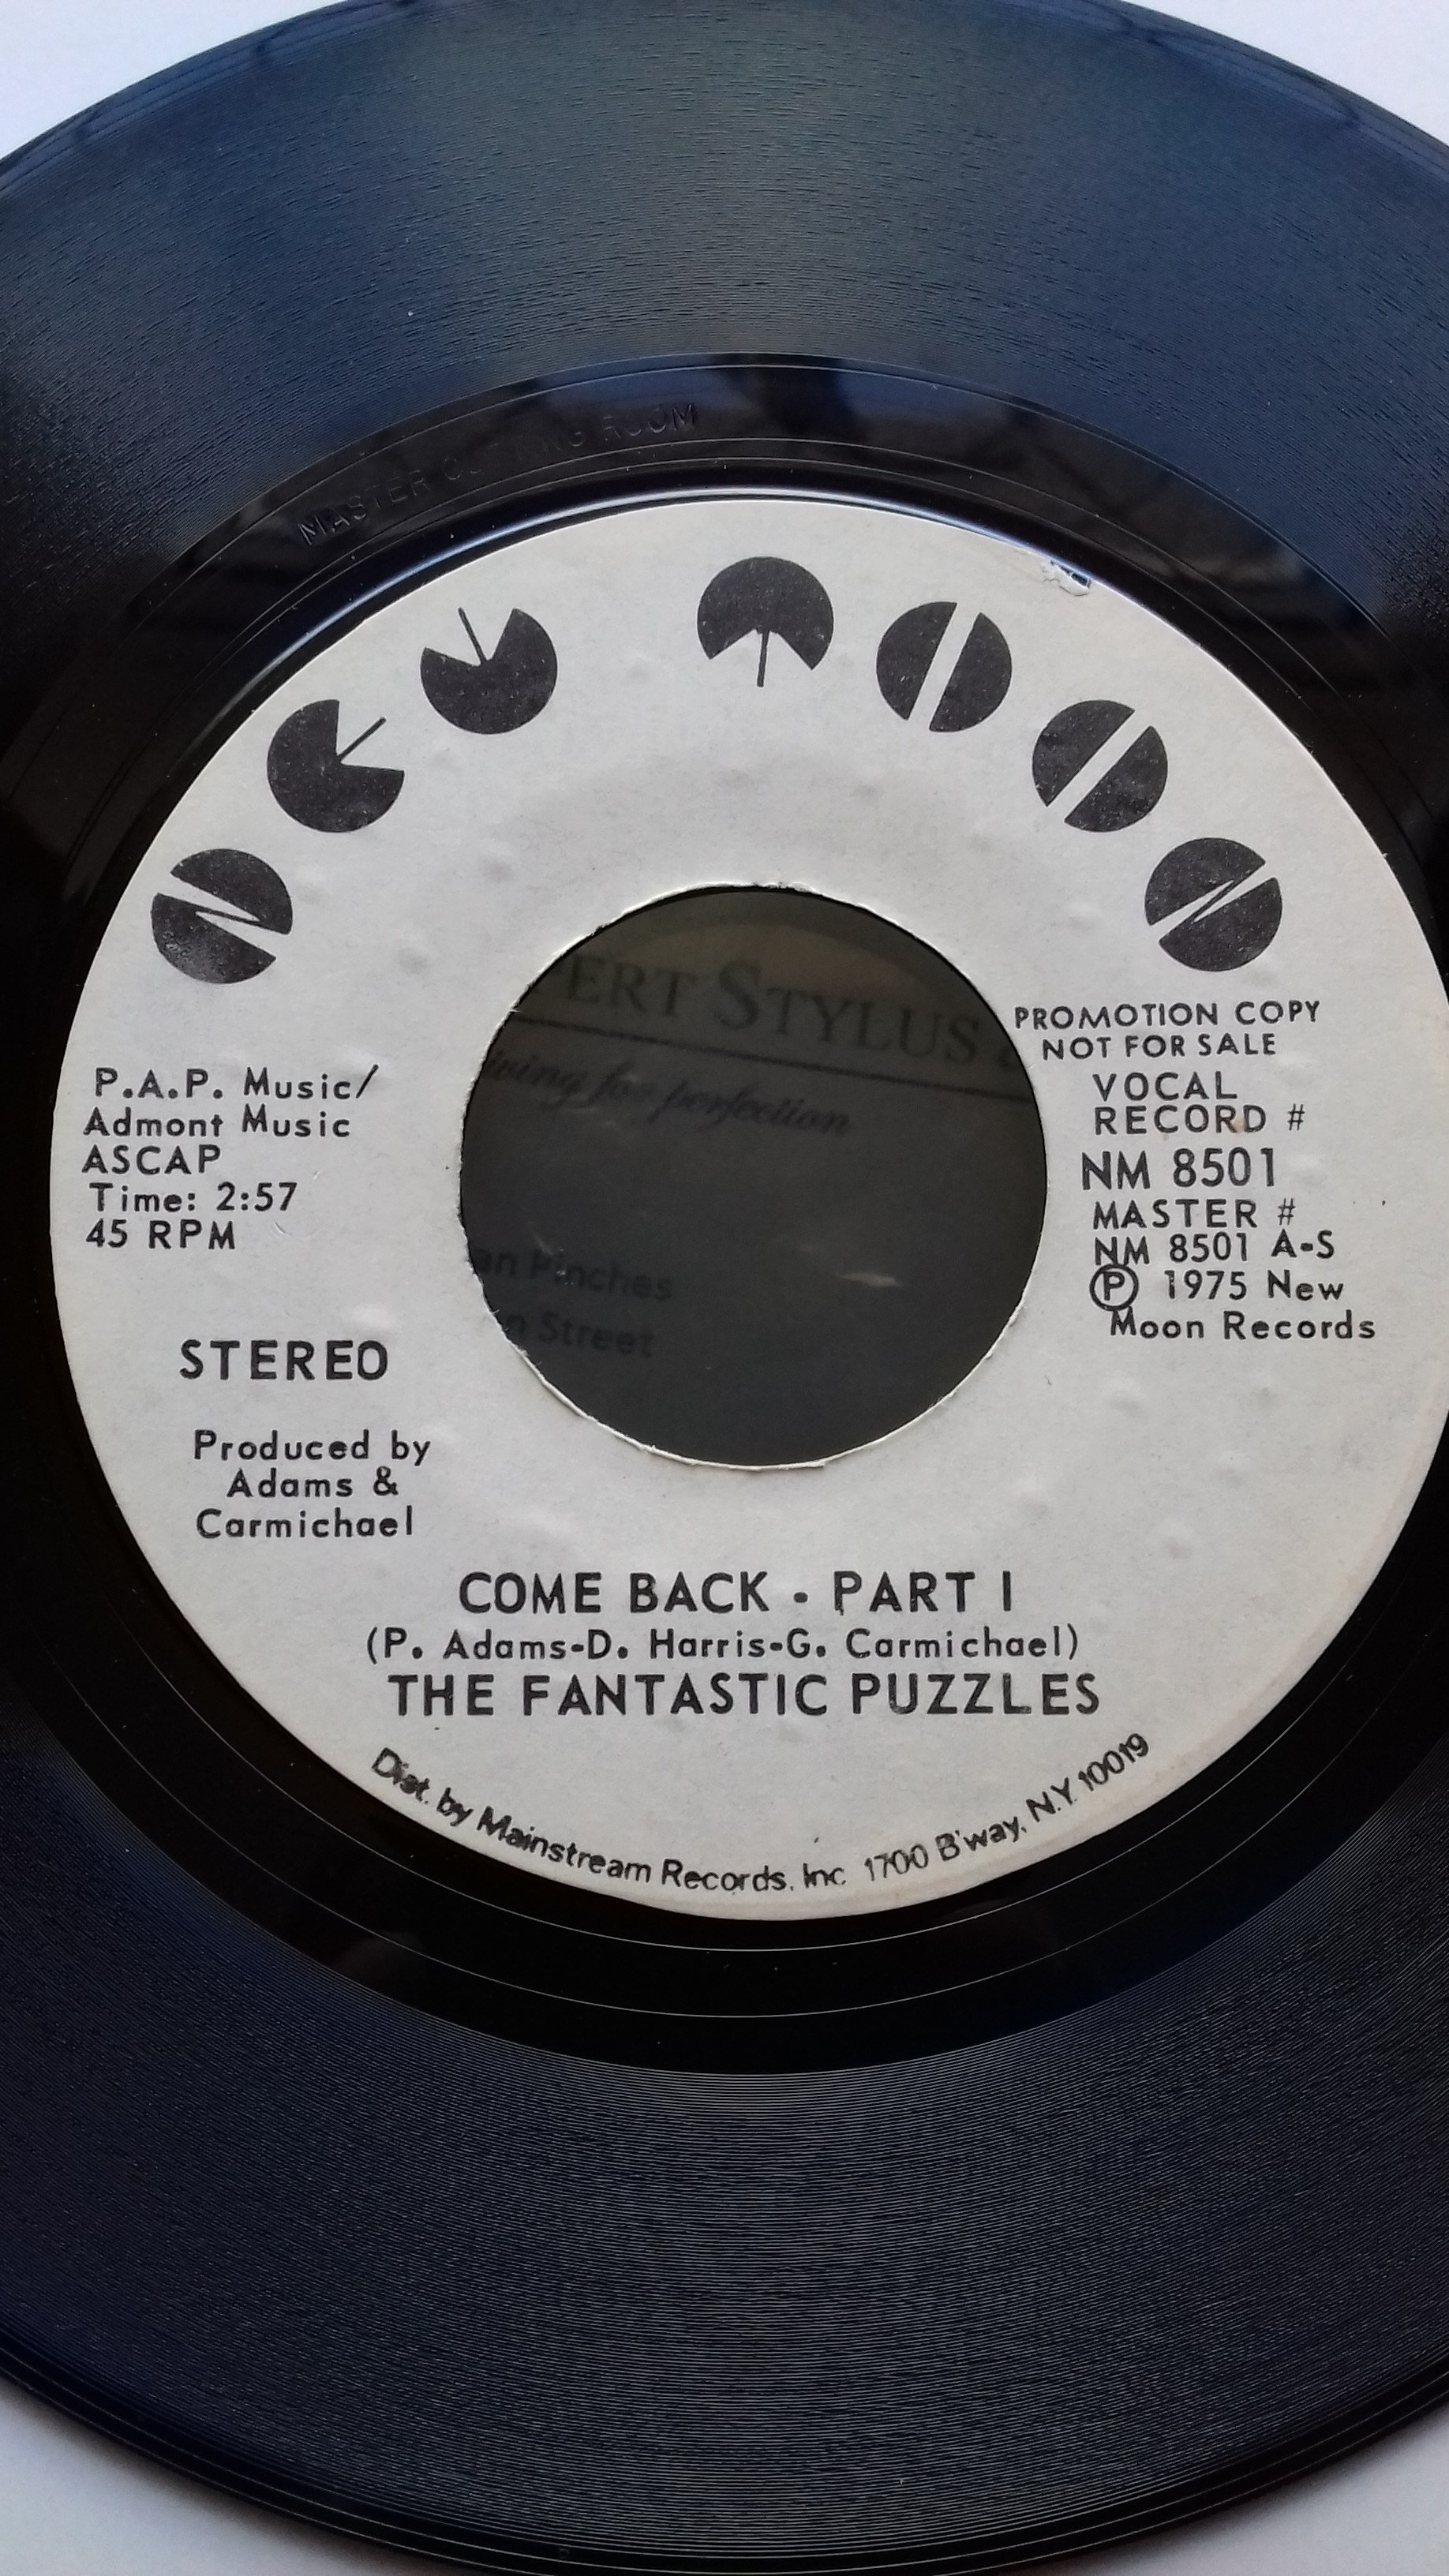 MASTER CUTTING ROOM
NEW MOON
PROMOTION COPY
NOT FOR SALE
VOCAL
RECORD #
NM 8501
MASTER #
NM 8501 A-S
Ⓟ 1975 New
Moon Records
P.A.P. Music/
Admont Music
ASCAP
Time: 2:57
45 RPM
STEREO
Produced by
Adams &
Carmichael
STYLUS
for perfection
Pinches
Street
COME BACK - PART I
(P. Adams-D. Harris-G. Carmichael)
THE FANTASTIC PUZZLES
Dist. by Mainstream Records, Inc. 1700 B'way, N.Y. 10019